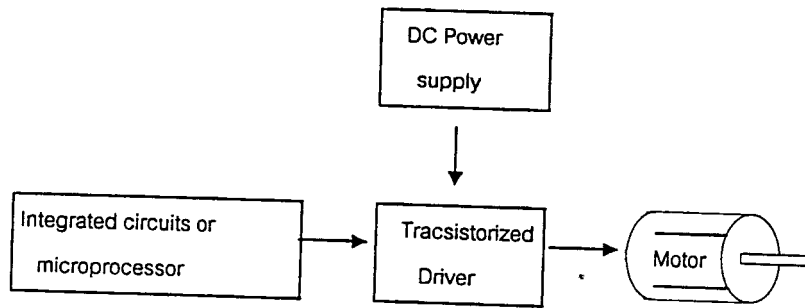 DC Power
supply
Integrated circuits or
microprocessor
Tracsistorized
Driver
Motor